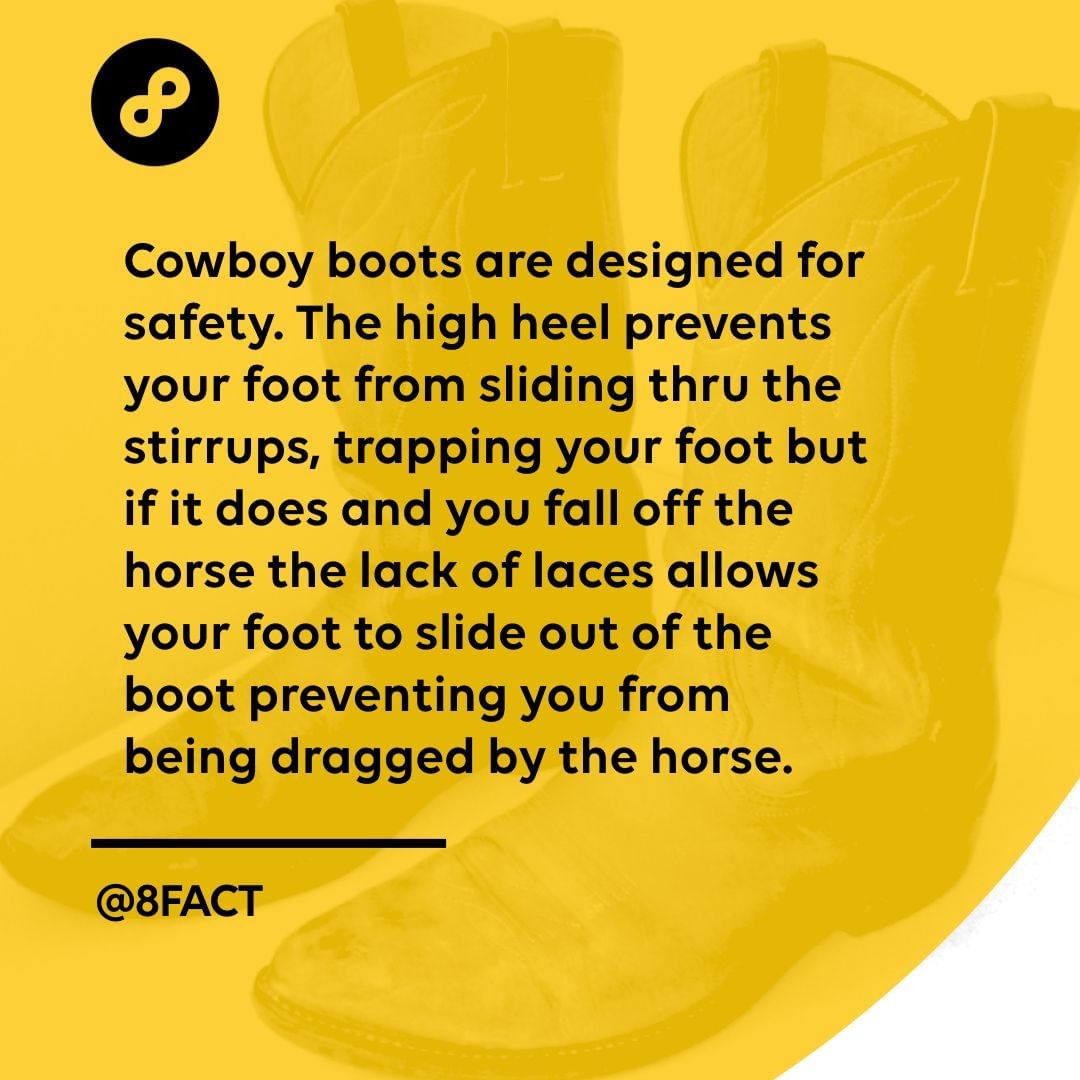 Cowboy boots are designed for
safety. The high heel prevents
your foot from sliding thru the
stirrups, trapping your foot but
if it does and you fall off the
horse the lack of laces allows
your foot to slide out of the
boot preventing you from
being dragged by the horse.
@8FACT